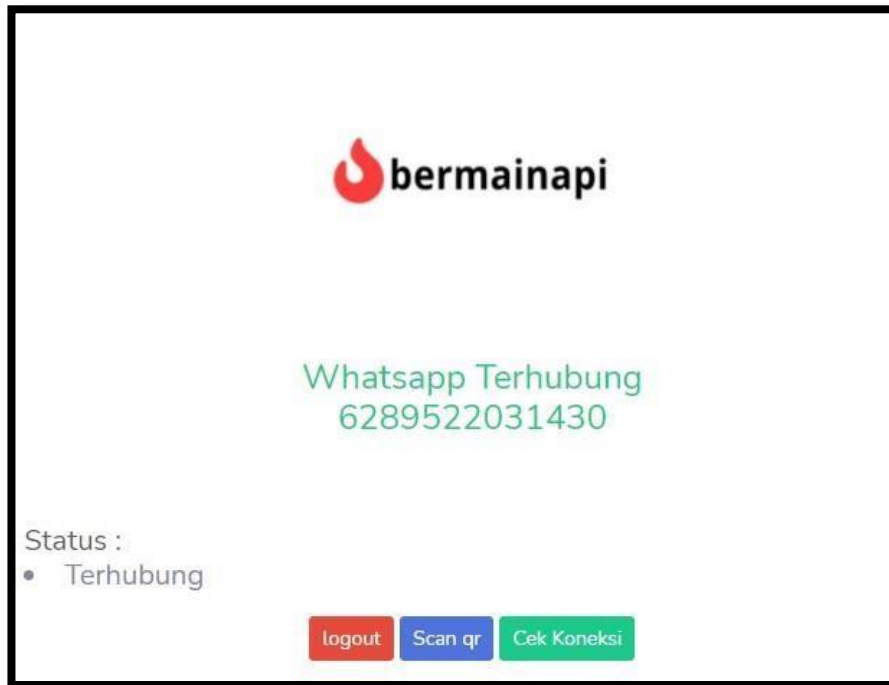 bermainapi
Whatsapp Terhubung
6289522031430
Status :
• Terhubung
logout Scan qr Cek Koneksi